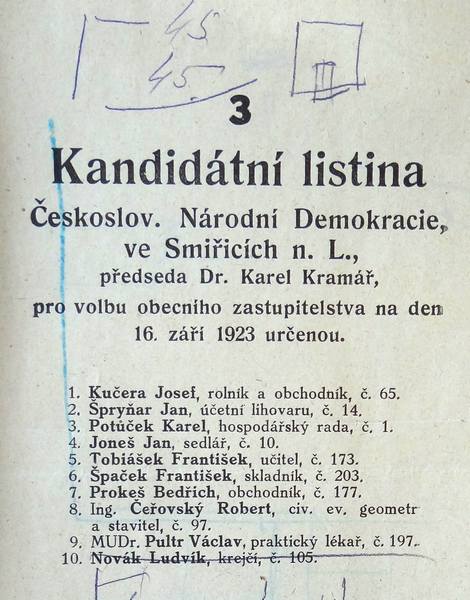 45
45
3
Kandidátní listina
Českoslov. Národní Demokracie,
ve Smiřicích n. L.,
předseda Dr. Karel Kramář,
pro volbu obecního zastupitelstva na den
16. září 1923 určenou.
1. Kučera Josef, rolník a obchodník, č. 65.
2. Špryňar Jan, účetní lihovaru, č. 14.
3. Potůček Karel, hospodářský rada, č. 1.
4. Joneš Jan, sedlář, č. 10.
5. Tobiášek František, učitel, č. 173.
6. Špaček František, skladník, č. 203.
7. Prokeš Bedřich, obchodník, č. 177.
8. Ing. Čeřovský Robert, civ. ev. geometr
a stavitel, č. 97.
9. MUDr. Pultr Václav, praktický lékař, č. 197.
10. Novák Ludvík, krejčí, č. 105.